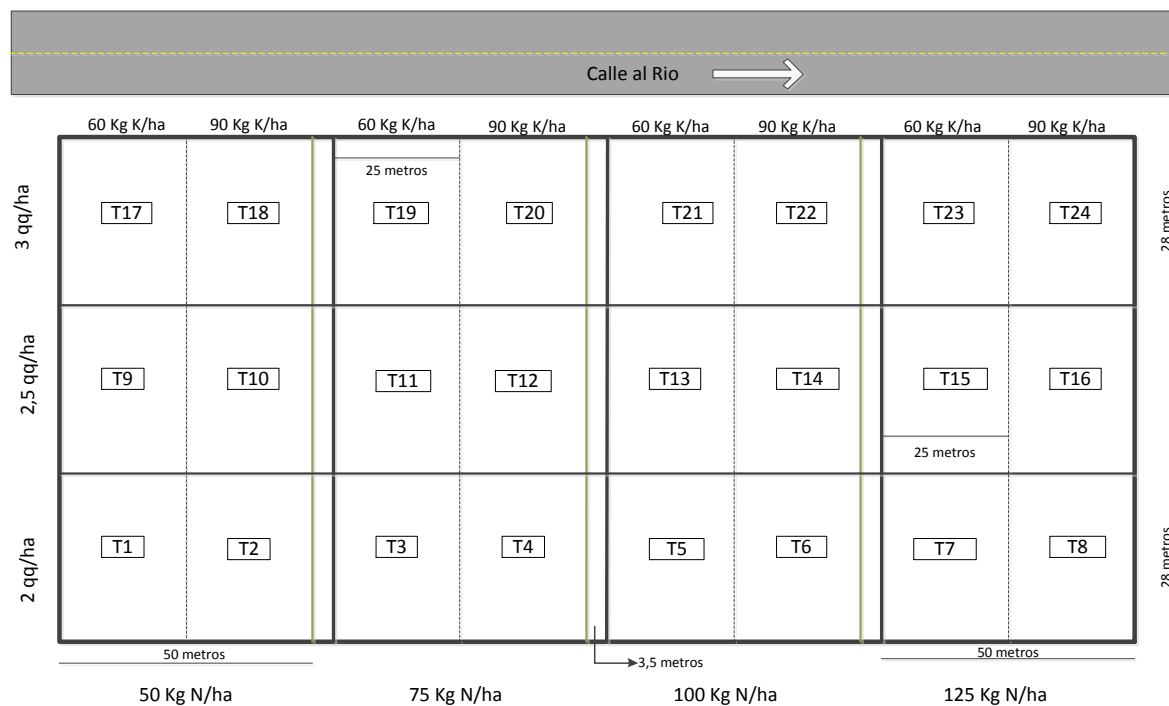 Calle al Rio
60 Kg K/ha 90 Kg K/ha 60 Kg K/ha 90 Kg K/ha 60 Kg K/ha 90 Kg K/ha 60 Kg K/ha 90 Kg K/ha
25 metros
3 qq/ha T17 T18 T19 T20 T21 T22 T23 T24 28 metros
2,5 qq/ha T9 T10 T11 T12 T13 T14 T15 T16
25 metros
2 qq/ha T1 T2 T3 T4 T5 T6 T7 T8 28 metros
50 metros 3,5 metros 50 metros
50 Kg N/ha 75 Kg N/ha 100 Kg N/ha 125 Kg N/ha